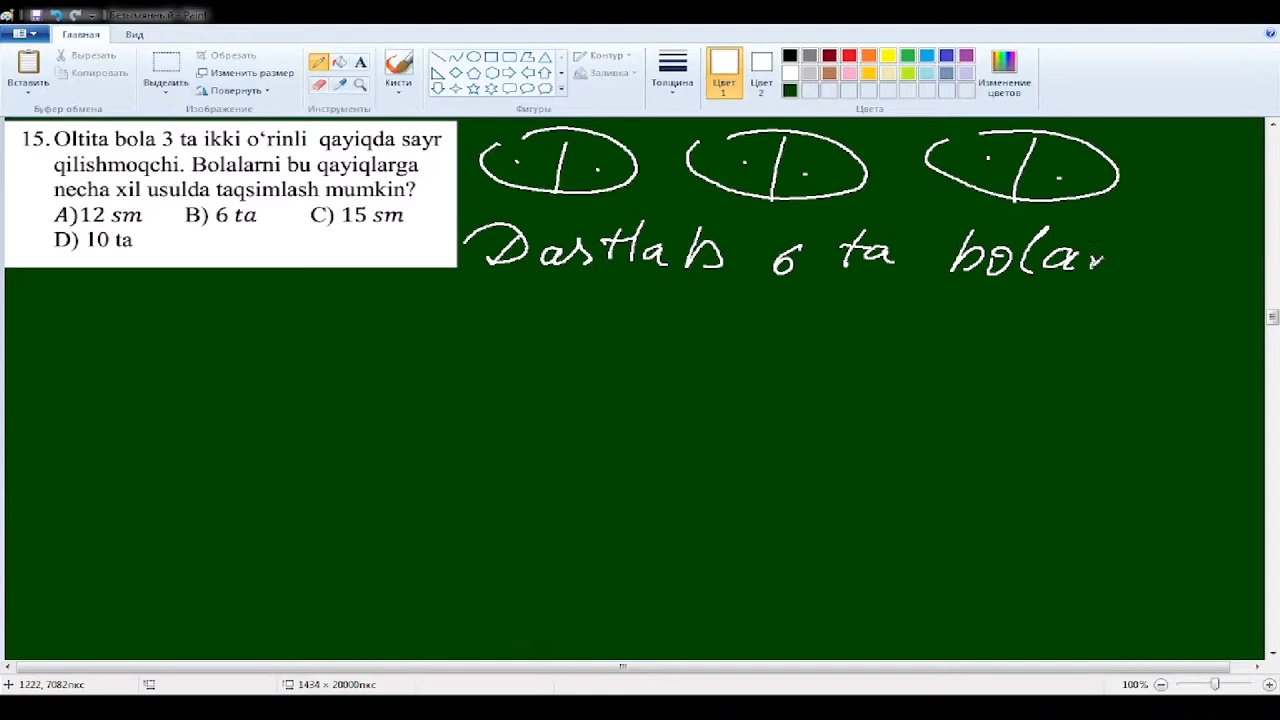 Безымянный - Paint
Главная Вид
Вставить
Вырезать
Копировать
Буфер обмена
Выделить
Обрезать
Изменить размер
Повернуть
Изображение
Инструменты
Кисти
Контур
Заливка
Фигуры
Толщина
Цвет 1
Цвет 2
Изменение цветов
Цвета
15. Oltita bola 3 ta ikki o‘rinli qayiqda sayr
qilishmoqchi. Bolalarni bu qayiqlarga
necha xil usulda taqsimlash mumkin?
A)12 sm B) 6 ta C) 15 sm
D) 10 ta
Dastlab 6 ta bolar
1222, 7082пкс
1434 × 20000пкс
100%